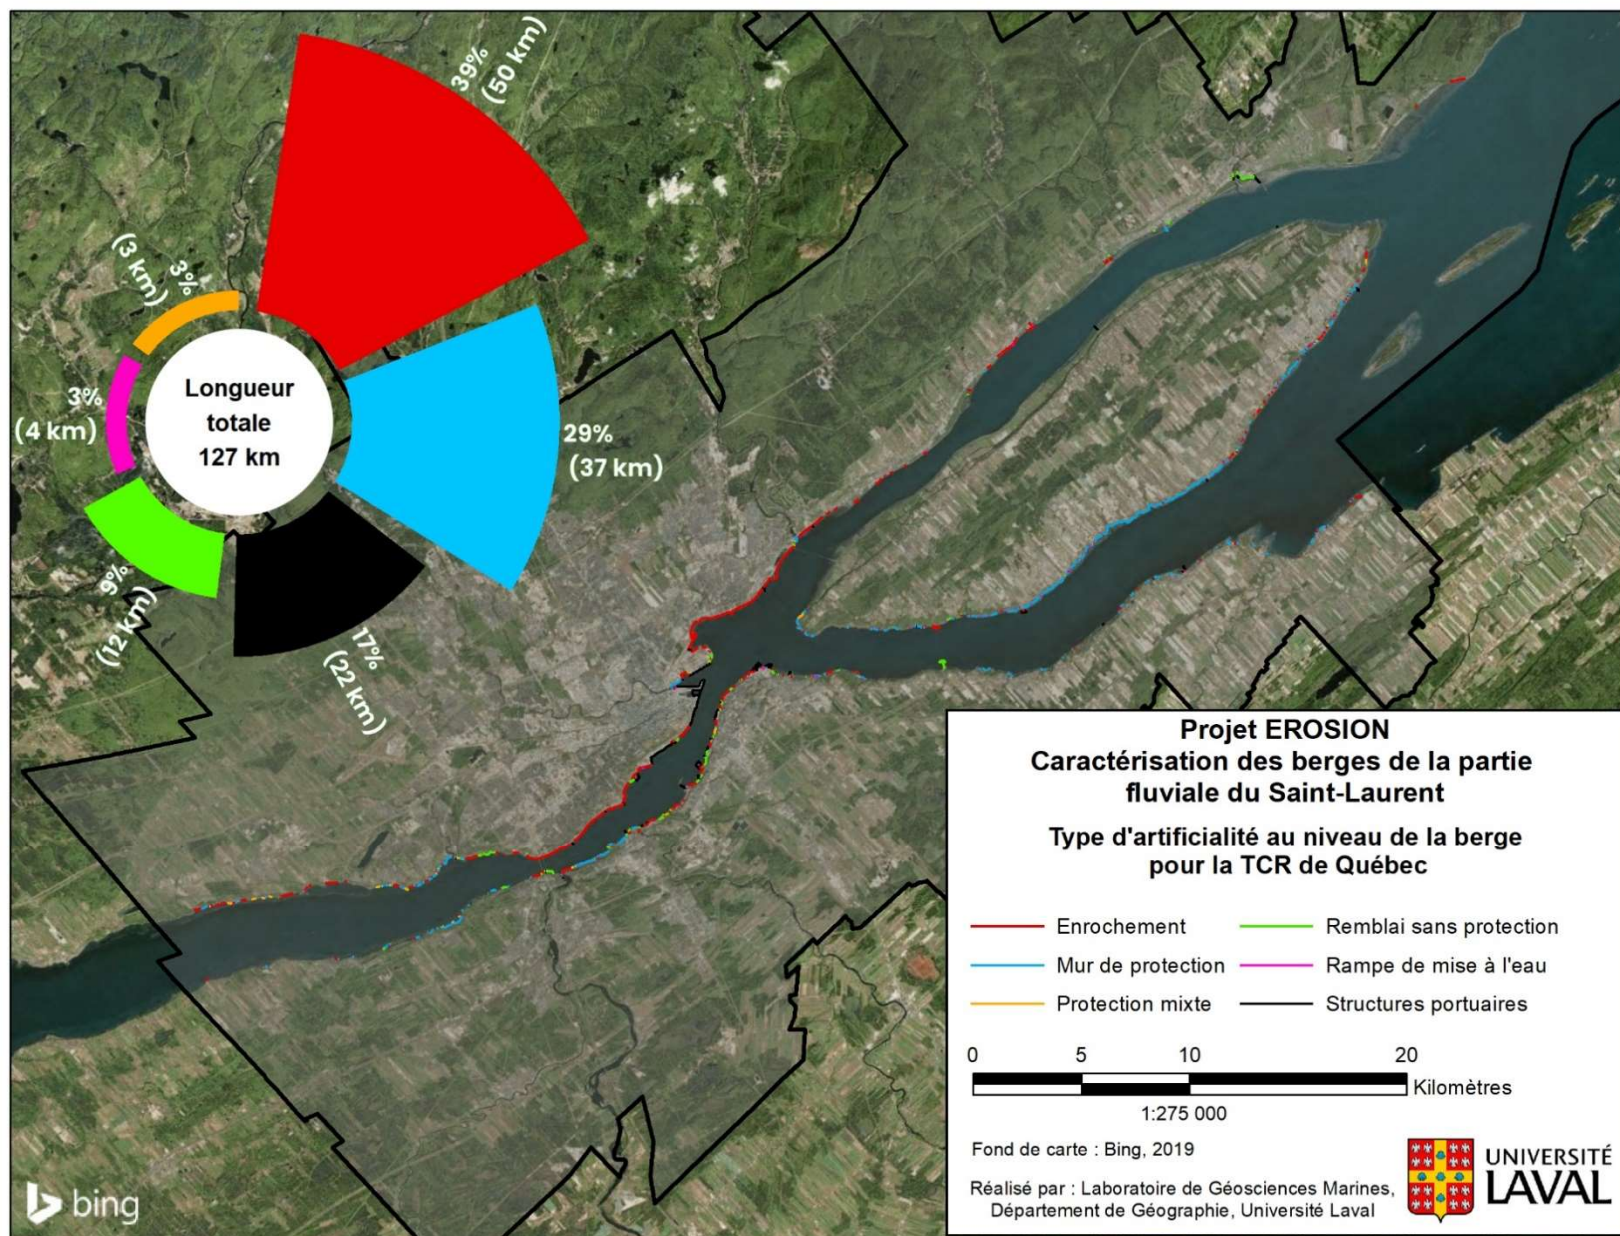 39%
(50 km)
3%
(3 km)
Longueur
totale
127 km
3%
(4 km)
29%
(37 km)
9%
(12 km)
17%
(22 km)
Projet EROSION
Caractérisation des berges de la partie
fluviale du Saint-Laurent
Type d'artificialité au niveau de la berge
pour la TCR de Québec
Enrochement
Remblai sans protection
Mur de protection
Rampe de mise à l'eau
Protection mixte
Structures portuaires
0 5 10 20
Kilomètres
1:275 000
Fond de carte : Bing, 2019
Réalisé par : Laboratoire de Géosciences Marines,
Département de Géographie, Université Laval
UNIVERSITÉ
LAVAL
bing